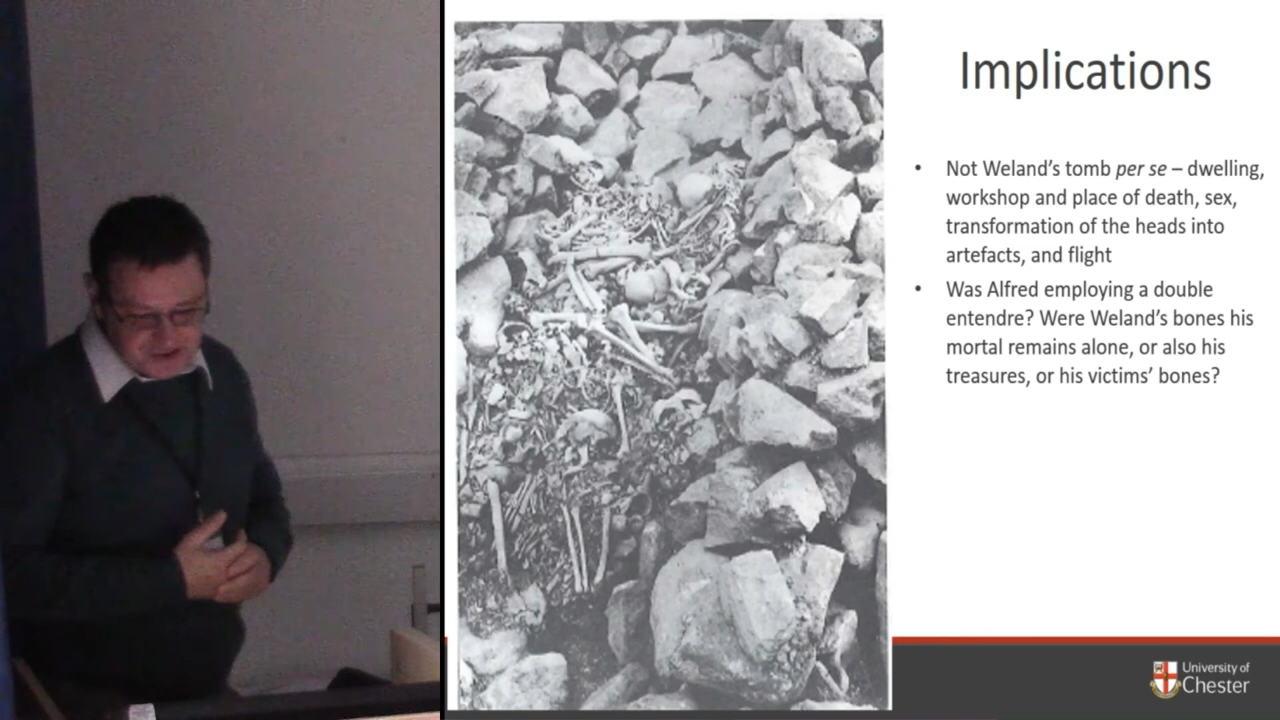 Implications
• Not Weland’s tomb per se – dwelling,
workshop and place of death, sex,
transformation of the heads into
artefacts, and flight
• Was Alfred employing a double
entendre? Were Weland’s bones his
mortal remains alone, or also his
treasures, or his victims’ bones?
University of
Chester